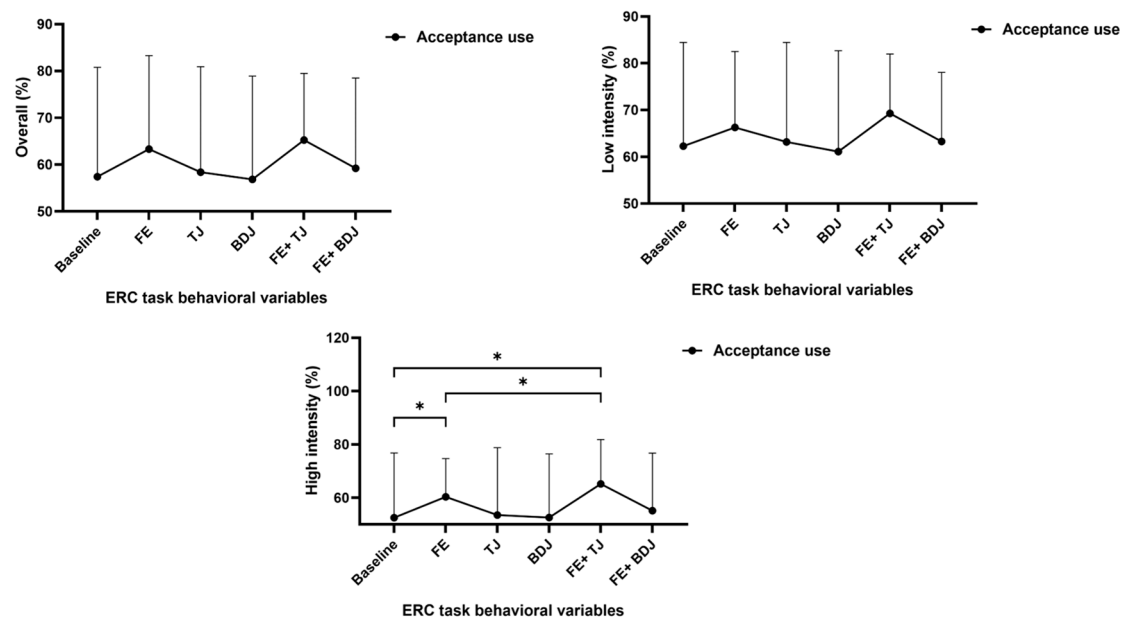 Overall (%)
90
80
70
60
50
Baseline
FE
TJ
BDJ
FE+ TJ
FE+ BDJ
ERC task behavioral variables
Acceptance use
Low intensity (%)
90
80
70
60
50
Baseline
FE
TJ
BDJ
FE+ TJ
FE+ BDJ
ERC task behavioral variables
Acceptance use
High intensity (%)
120
100
80
60
*
*
*
Baseline
FE
TJ
BDJ
FE+ TJ
FE+ BDJ
ERC task behavioral variables
Acceptance use